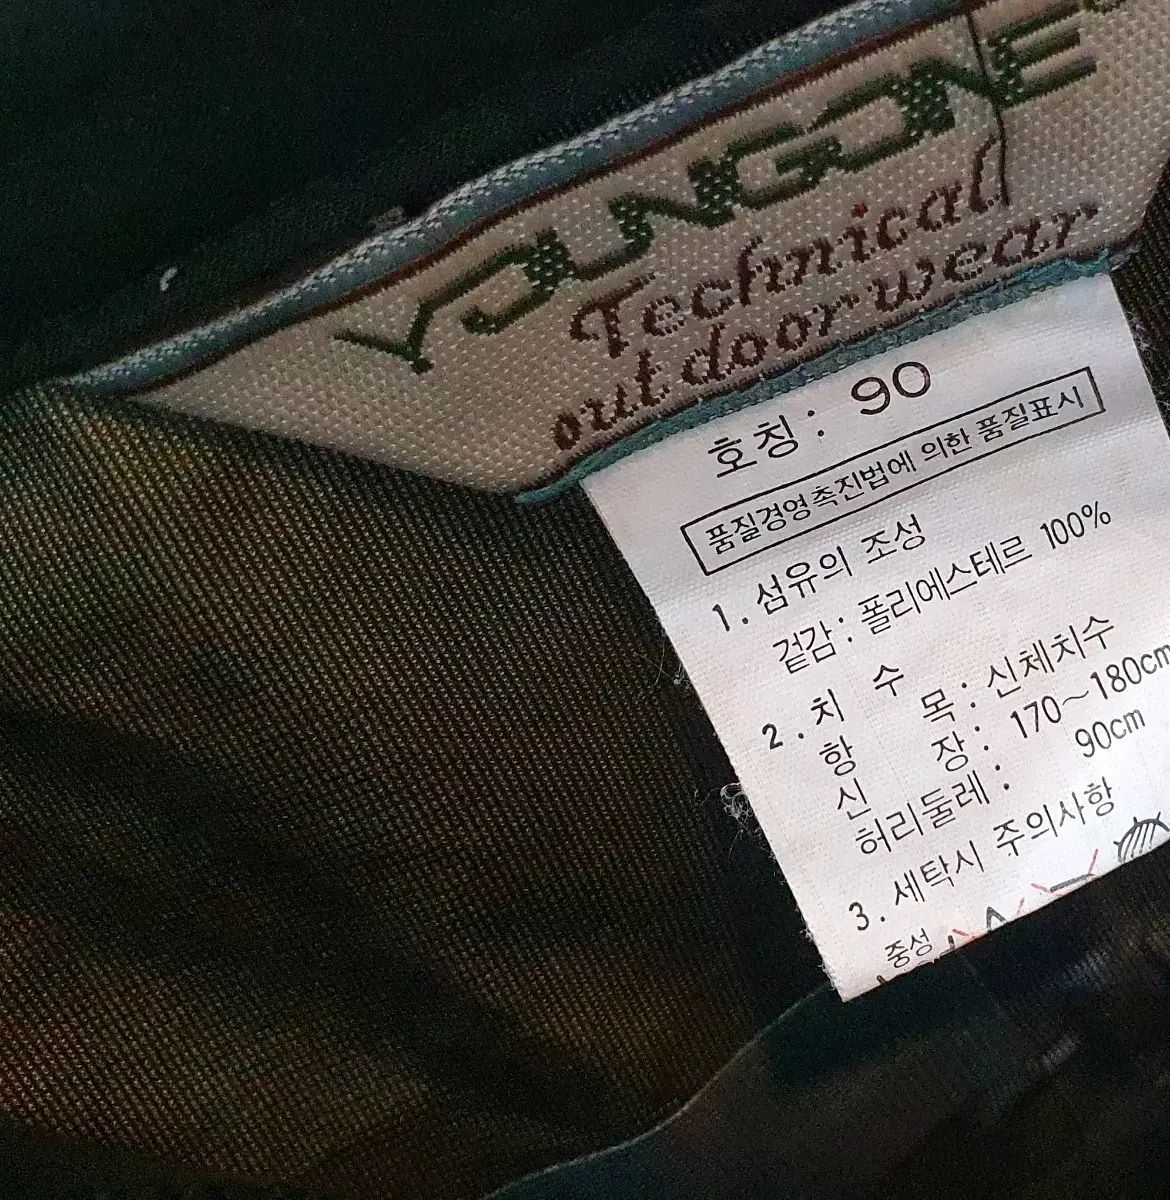 YOUNGONE
Technical
outdoor wear
호칭 : 90
품질경영촉진법에 의한 품질표시
1. 섬유의 조성
겉감 : 폴리에스테르 100%
2. 치 수
항 목 : 신체치수
신 장 : 170~180cm
허리둘레 : 90cm
3. 세탁시 주의사항
중성